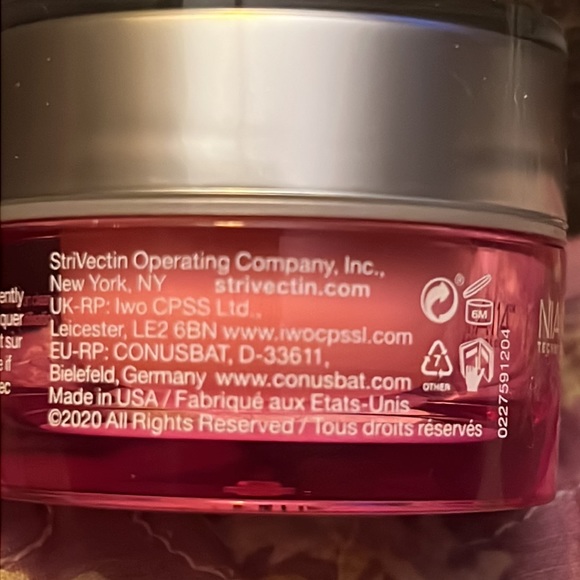 StriVectin Operating Company, Inc.,
New York, NY strivectin.com
UK-RP: Iwo CPSS Ltd.,
Leicester, LE2 6BN www.iwocpssl.com
EU-RP: CONUSBAT, D-33611,
Bielefeld, Germany www.conusbat.com
Made in USA / Fabriqué aux Etats-Unis
©2020 All Rights Reserved / Tous droits réservés
6M
OTHER
0227591204